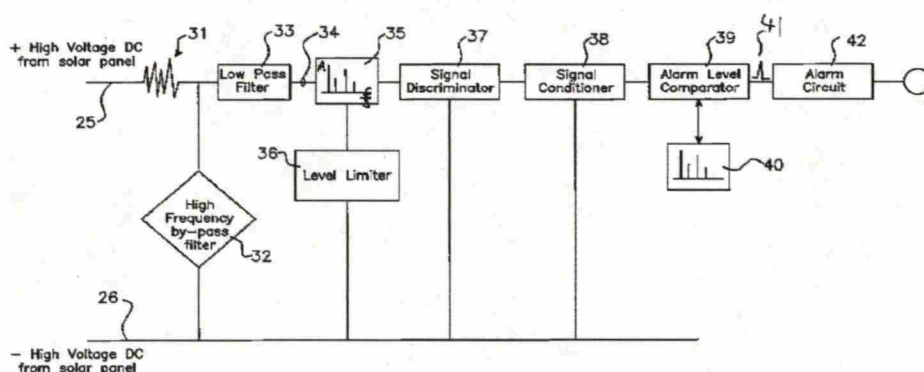 + High Voltage DC
from solar panel
31
33
34
35
37
38
39
41
42
Low Pass
Filter
A
Signal
Discriminator
Signal
Conditioner
Alarm Level
Comparator
Alarm
Circuit
25
36
Level Limiter
40
High
Frequency
by-pass
filter
32
26
- High Voltage DC
from solar panel